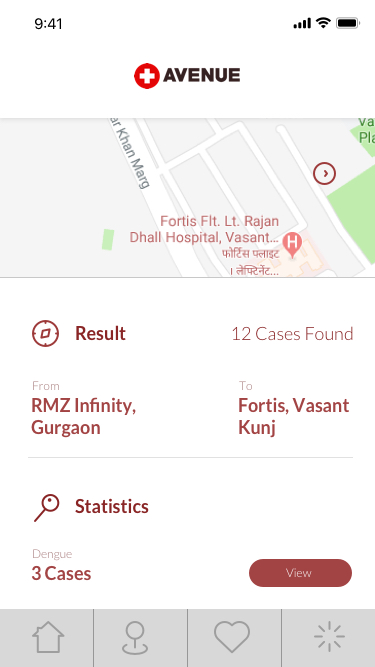 9:41
AVENUE
ar Khan Marg
Va
Pla
Fortis Flt. Lt. Rajan
Dhall Hospital, Vasant...
फोर्टिस फ्लाइट
। लेफ्टिनेंट...
H
Result
12 Cases Found
From
To
RMZ Infinity,
Gurgaon
Fortis, Vasant
Kunj
Statistics
Dengue
3 Cases
View